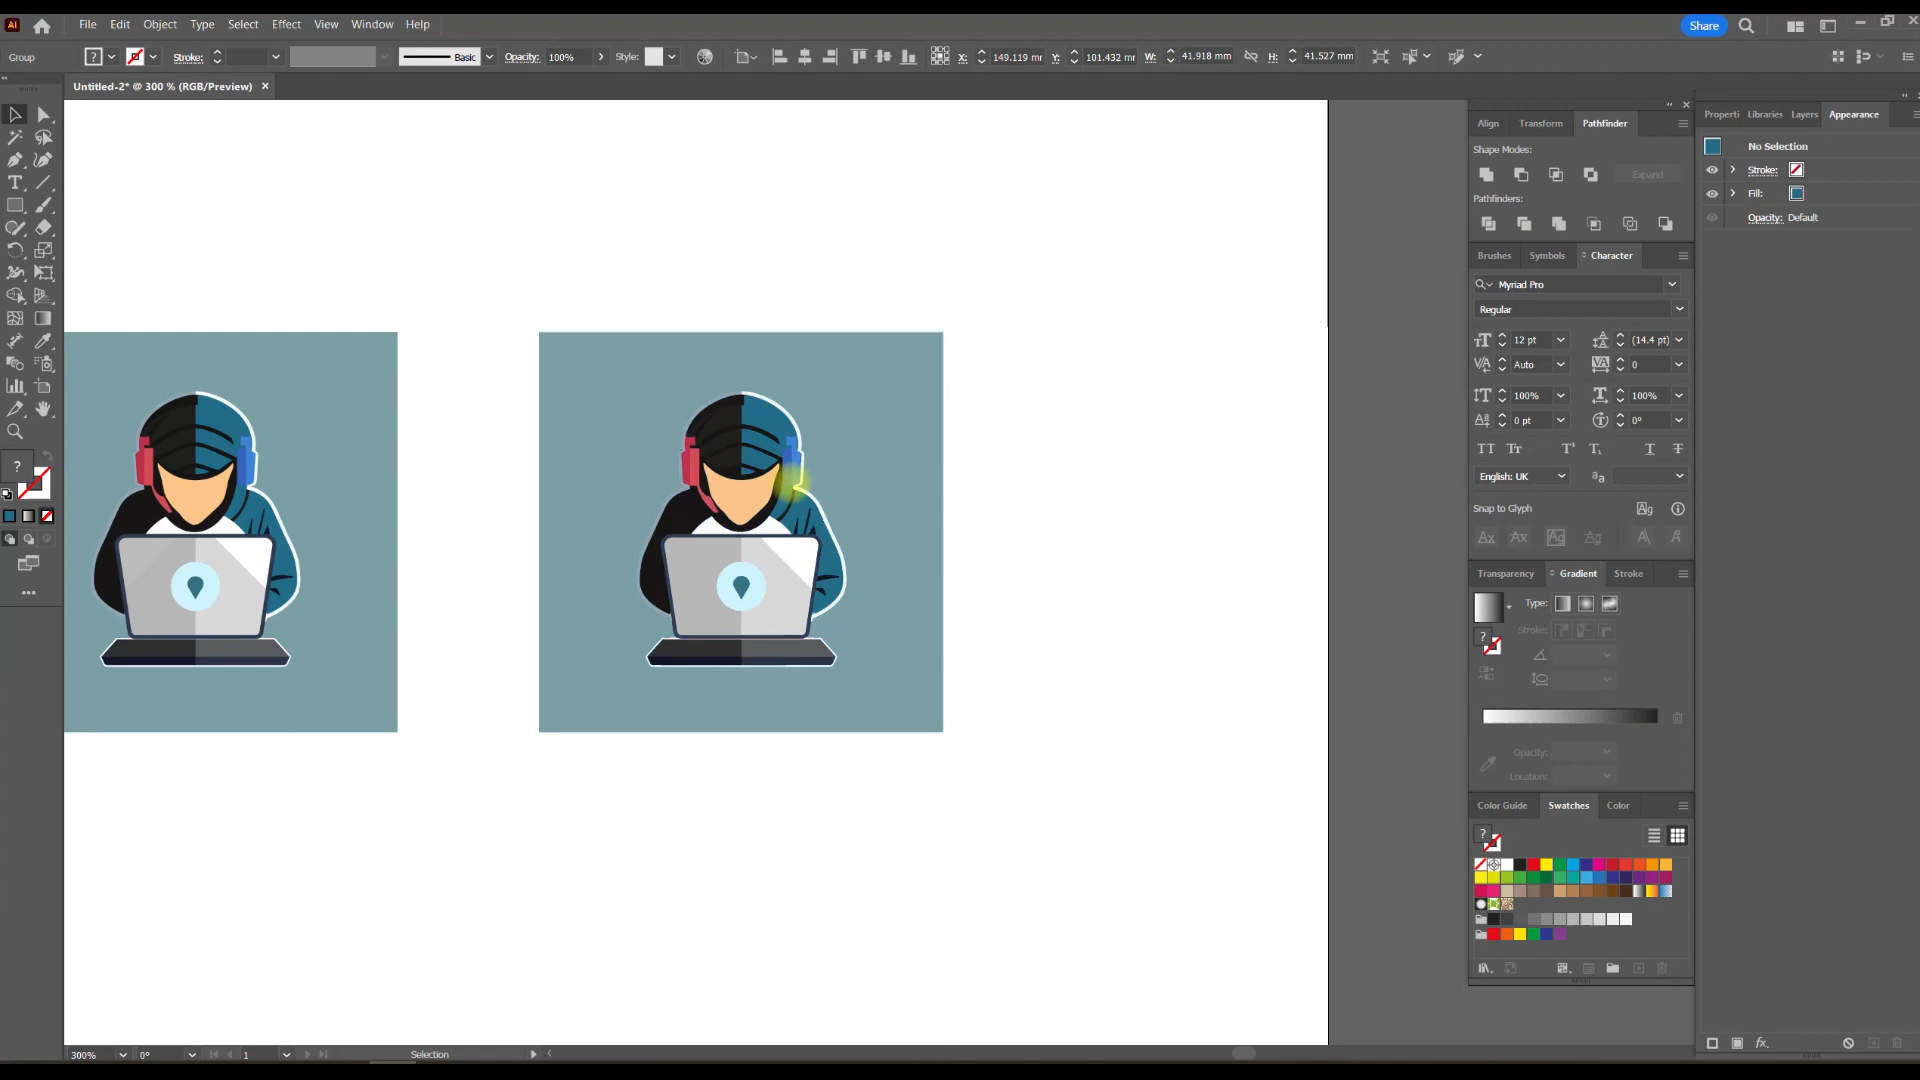 Ai File Edit Object Type Select Effect View Window Help Share
Group ? Stroke: Basic Opacity: 100% Style: X: 149.119 mm Y: 101.432 mm W: 41.918 mm H: 41.527 mm
Untitled-2* @ 300 % (RGB/Preview) ×
Align Transform Pathfinder
Shape Modes:
Expand
Pathfinders:
Brushes Symbols Character
Myriad Pro
Regular
12 pt (14.4 pt)
Auto 0
100% 100%
0 pt 0°
English: UK
Snap to Glyph
Transparency Gradient Stroke
Type:
Stroke:
Opacity:
Location:
Color Guide Swatches Color
Properti Libraries Layers Appearance
No Selection
Stroke:
Fill:
Opacity: Default
fx.
300% 0° 1 Selection